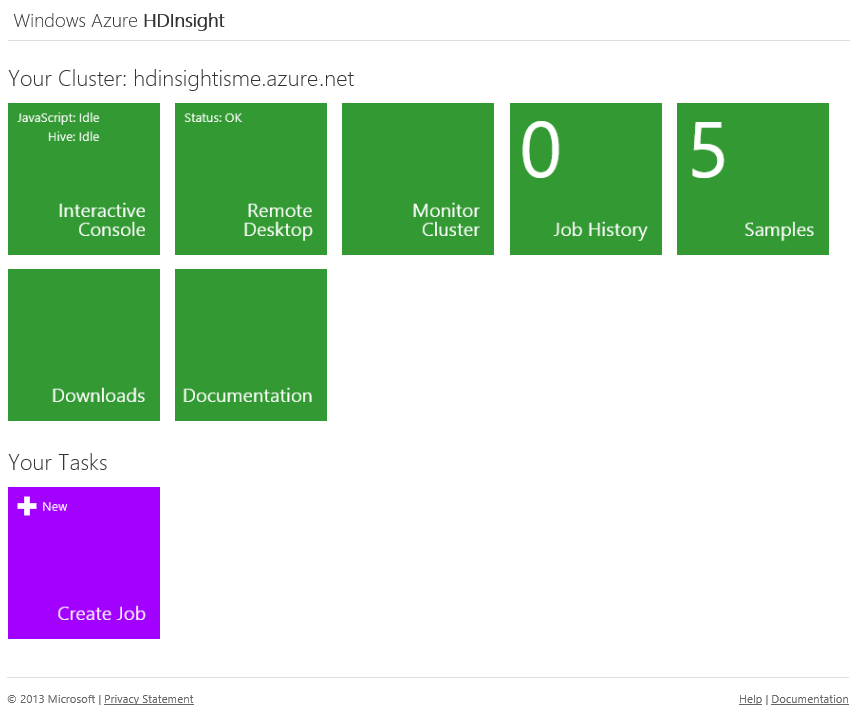 Windows Azure HDInsight
Your Cluster: hdinsightisme.azure.net
JavaScript: Idle
Hive: Idle
Interactive
Console
Status: OK
Remote
Desktop
Monitor
Cluster
0
Job History
5
Samples
Downloads
Documentation
Your Tasks
New
Create Job
© 2013 Microsoft | Privacy Statement
Help | Documentation